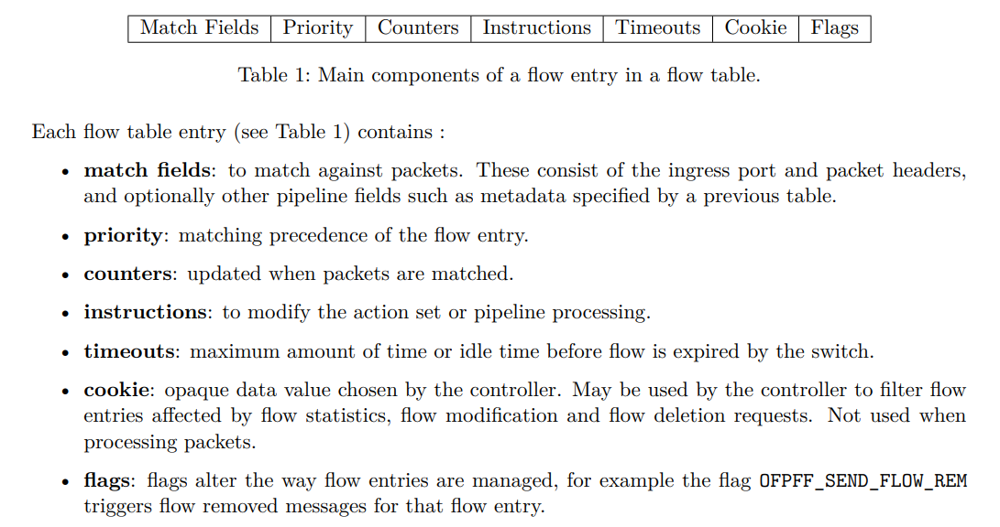 Match Fields Priority Counters Instructions Timeouts Cookie Flags
Table 1: Main components of a flow entry in a flow table.
Each flow table entry (see Table 1) contains :
• match fields: to match against packets. These consist of the ingress port and packet headers,
and optionally other pipeline fields such as metadata specified by a previous table.
• priority: matching precedence of the flow entry.
• counters: updated when packets are matched.
• instructions: to modify the action set or pipeline processing.
• timeouts: maximum amount of time or idle time before flow is expired by the switch.
• cookie: opaque data value chosen by the controller. May be used by the controller to filter flow
entries affected by flow statistics, flow modification and flow deletion requests. Not used when
processing packets.
• flags: flags alter the way flow entries are managed, for example the flag OFPFF_SEND_FLOW_REM
triggers flow removed messages for that flow entry.